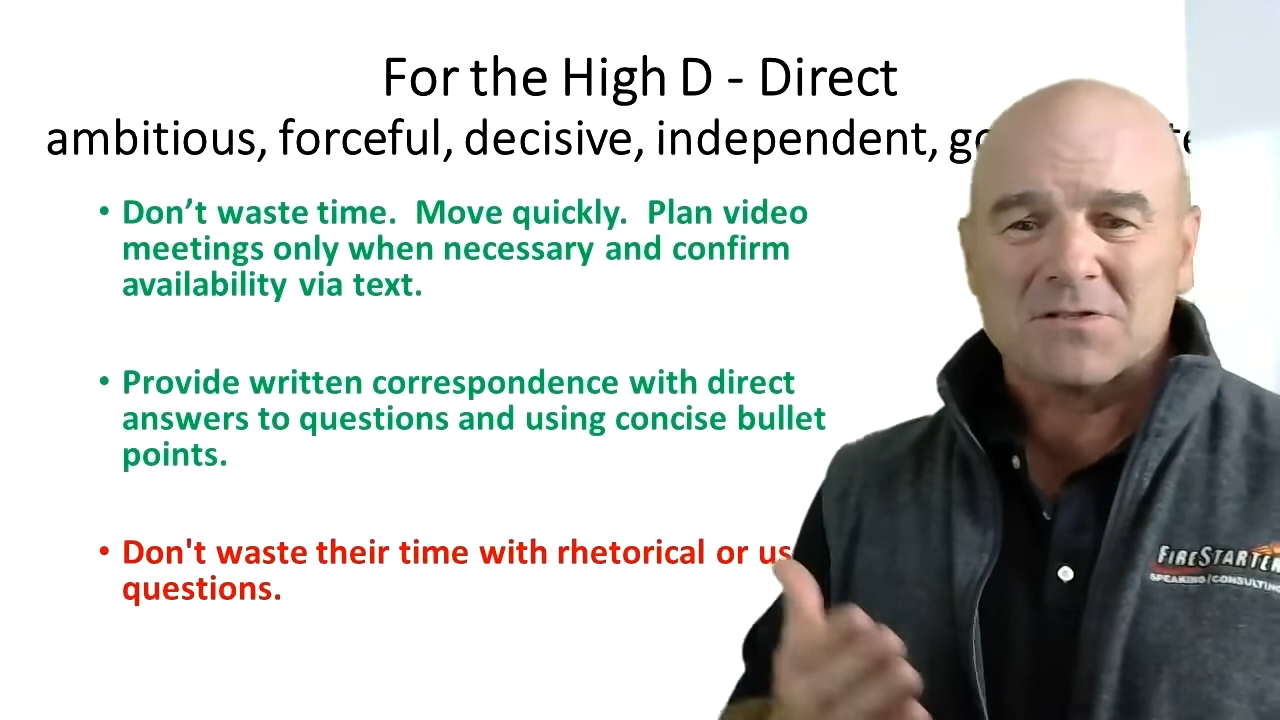 For the High D - Direct
ambitious, forceful, decisive, independent,
• Don’t waste time.  Move quickly.  Plan video
meetings only when necessary and confirm
availability via text.
• Provide written correspondence with direct
answers to questions and using concise bullet
points.
• Don't waste their time with rhetorical or
questions.
FIRESTARTER
SPEAKING/CONSULTING